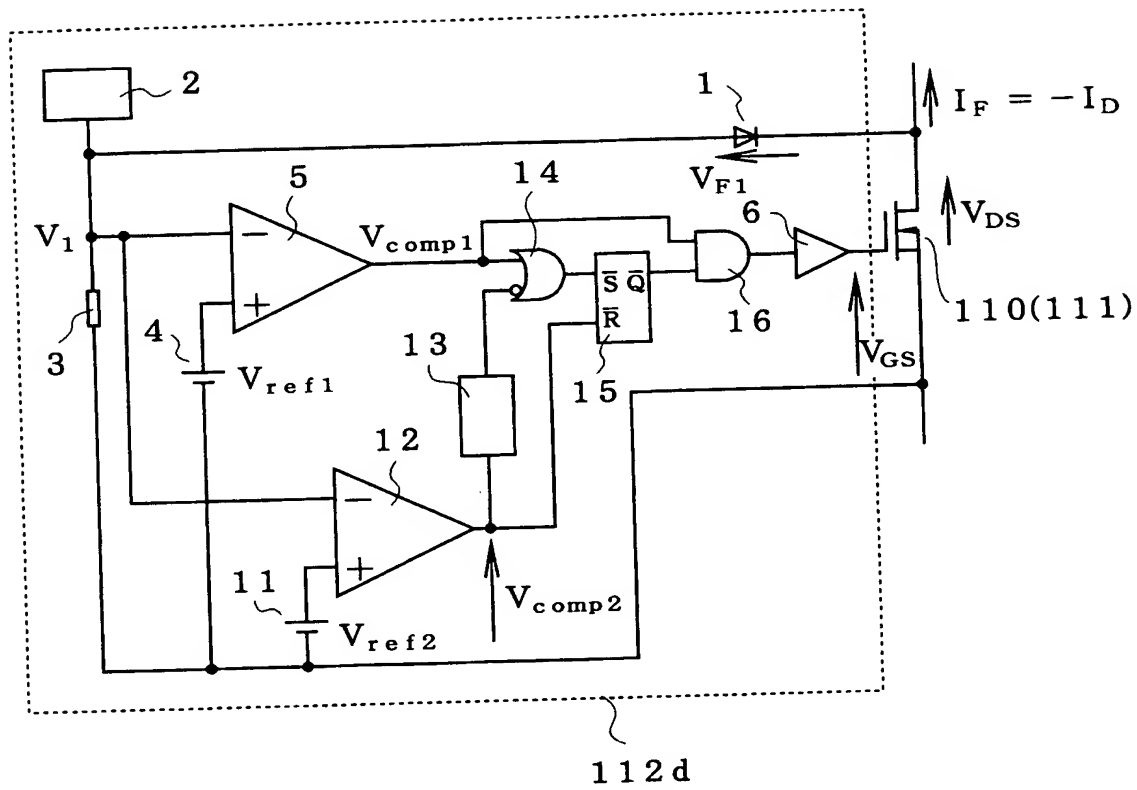 2
1
I_F = −I_D
V_F1
5
14
6
V_DS
V_1
V_comp1
−
+
S̅ Q̅
R̅
16
110(111)
3
4
V_ref1
13
15
V_GS
12
−
+
11
V_ref2
V_comp2
112d